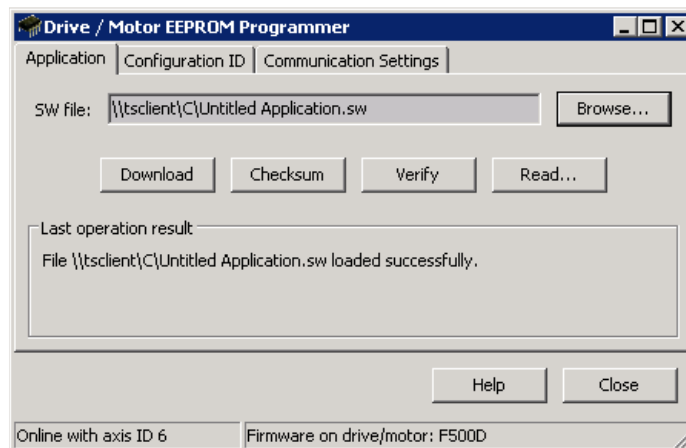 Drive / Motor EEPROM Programmer
Application
Configuration ID
Communication Settings
SW file: \\tsclient\C\Untitled Application.sw Browse...
Download Checksum Verify Read...
Last operation result
File \\tsclient\C\Untitled Application.sw loaded successfully.
Help Close
Online with axis ID 6 Firmware on drive/motor: F500D